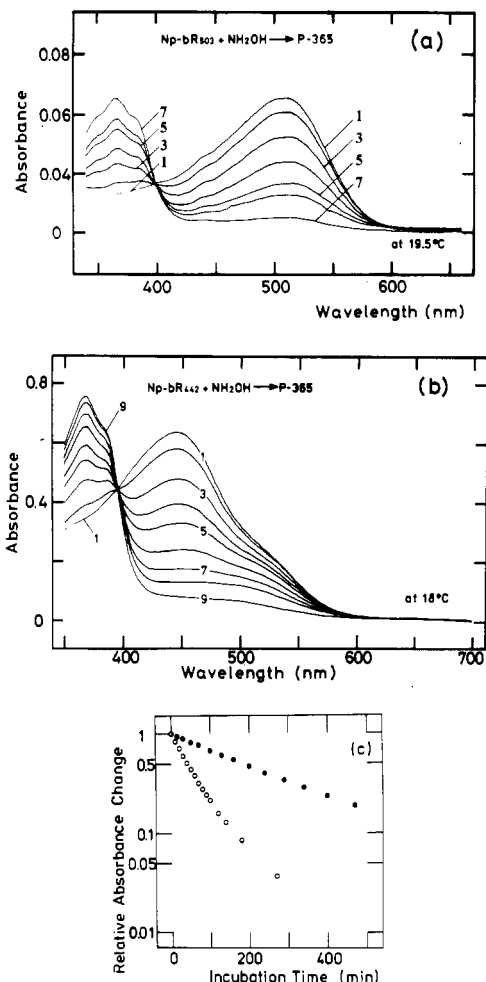 (a)
Np-bR₅₀₃ + NH₂OH → P-365
Absorbance
0.08
0.06
0.04
0.02
0
7
5
3
1
1
3
5
7
at 19.5°C
400
500
600
Wavelength (nm)
(b)
Np-bR₄₄₂ + NH₂OH → P-365
Absorbance
0.8
0.4
0
9
1
1
3
5
7
9
at 18°C
400
500
600
700
Wavelength (nm)
(c)
Relative Absorbance Change
1
0.5
0.1
0.05
0.01
0
200
400
Incubation Time (min)